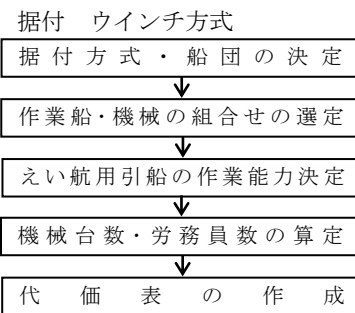 据付　ウインチ方式
据付方式・船団の決定
作業船・機械の組合せの選定
えい航用引船の作業能力決定
機械台数・労務員数の算定
代価表の作成